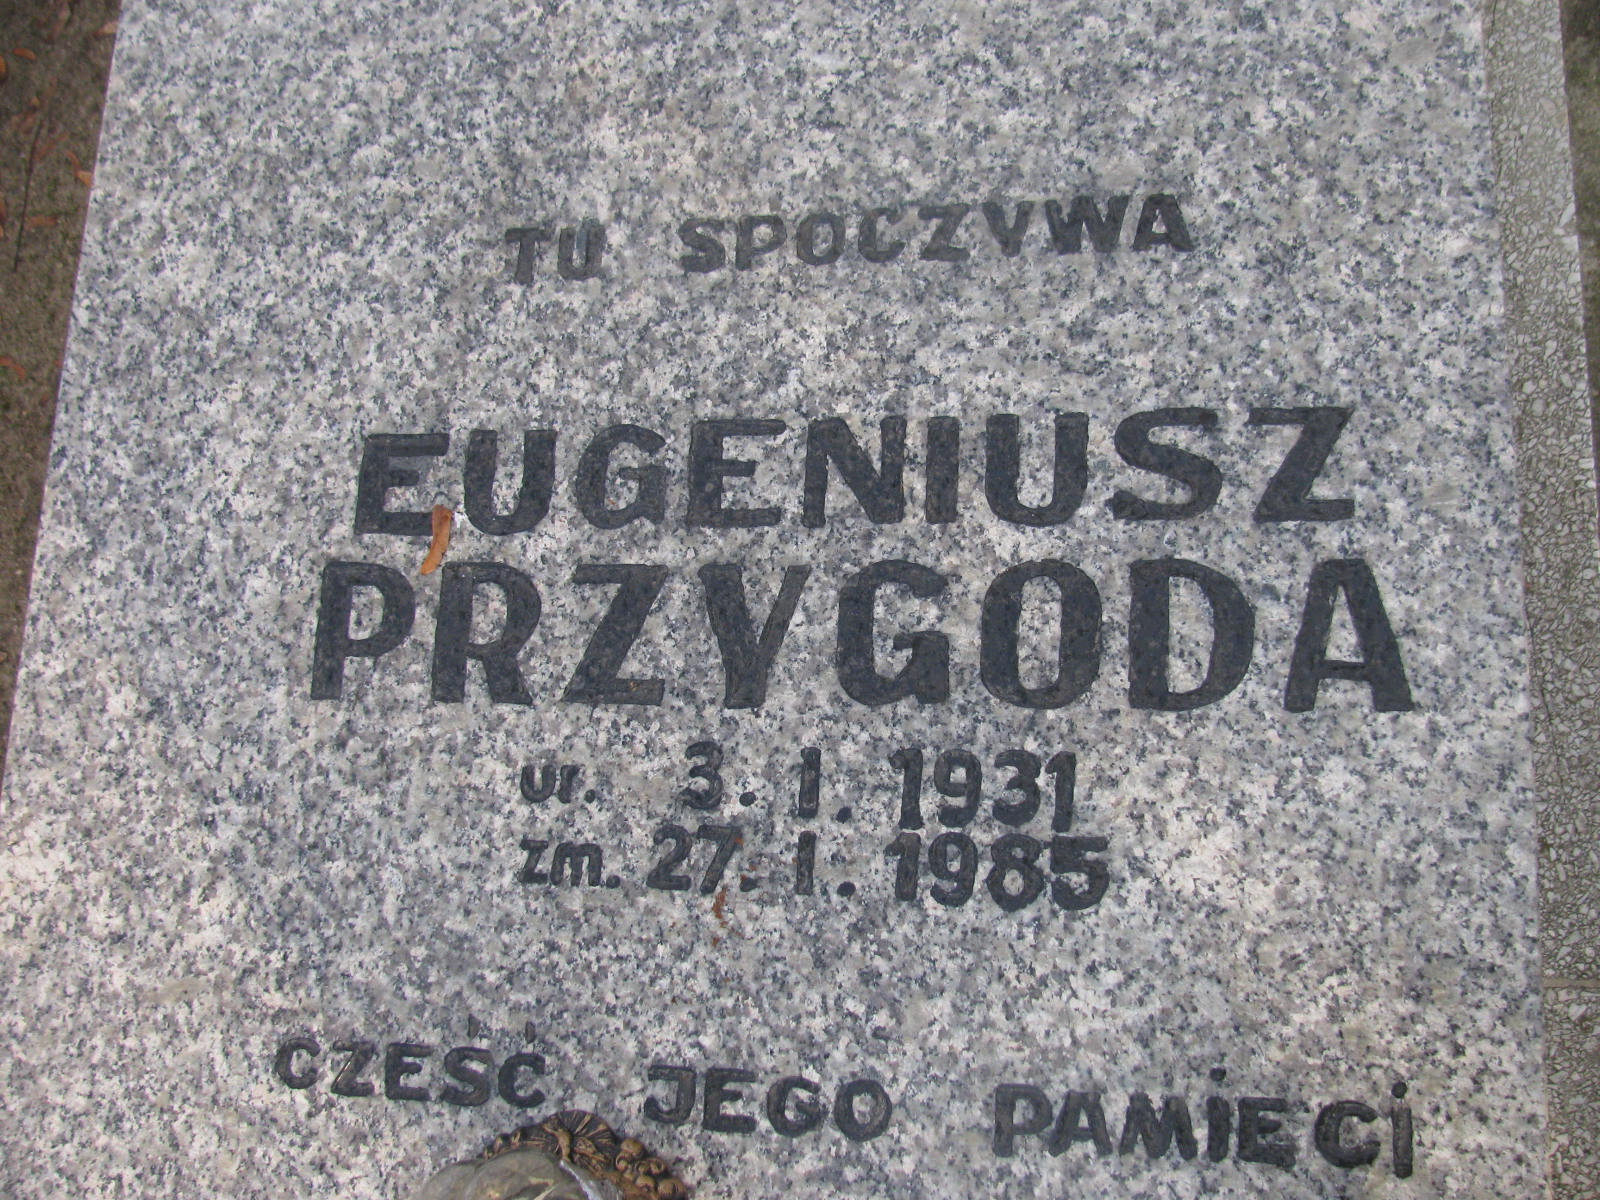 TU SPOCZYWA
EUGENIUSZ
PRZYGODA
ur. 3. I. 1931
zm. 27. I. 1985
CZEŚĆ JEGO PAMIĘCI